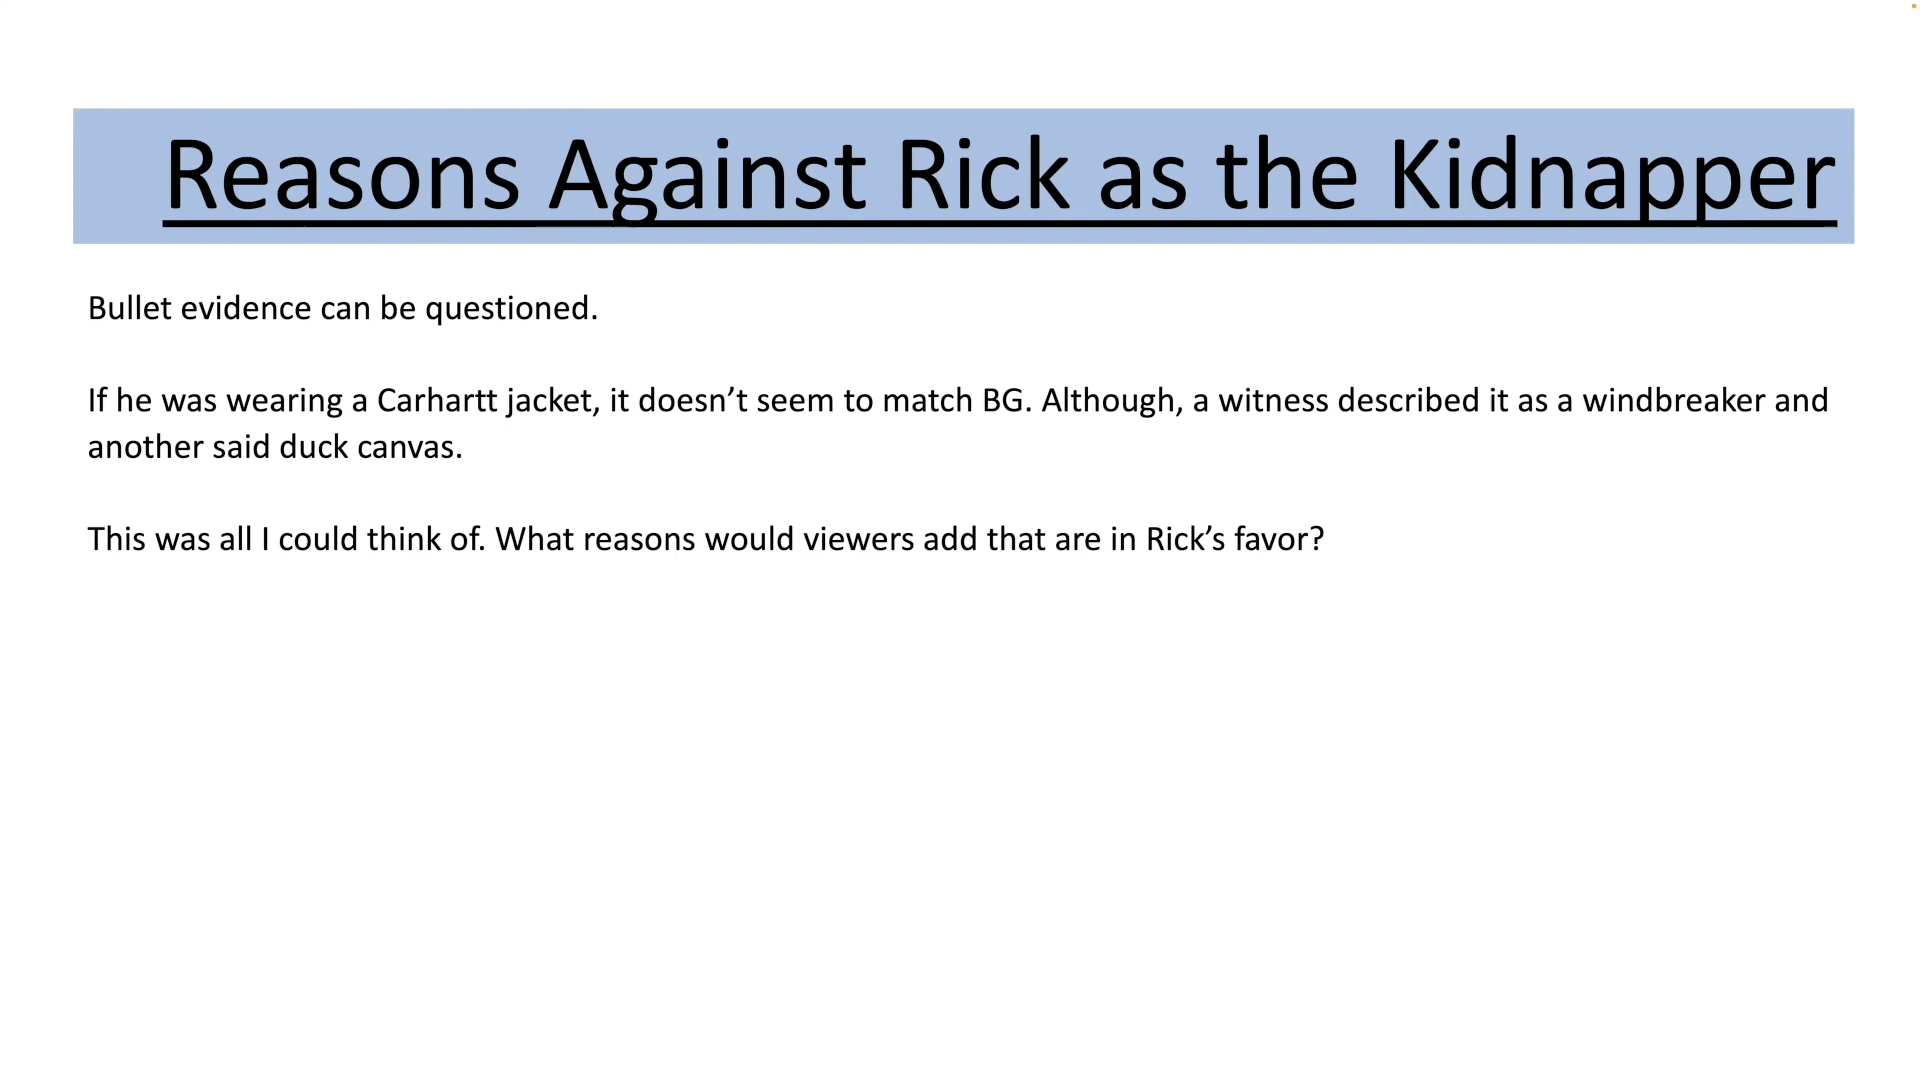 Reasons Against Rick as the Kidnapper
Bullet evidence can be questioned.
If he was wearing a Carhartt jacket, it doesn’t seem to match BG. Although, a witness described it as a windbreaker and
another said duck canvas.
This was all I could think of. What reasons would viewers add that are in Rick’s favor?